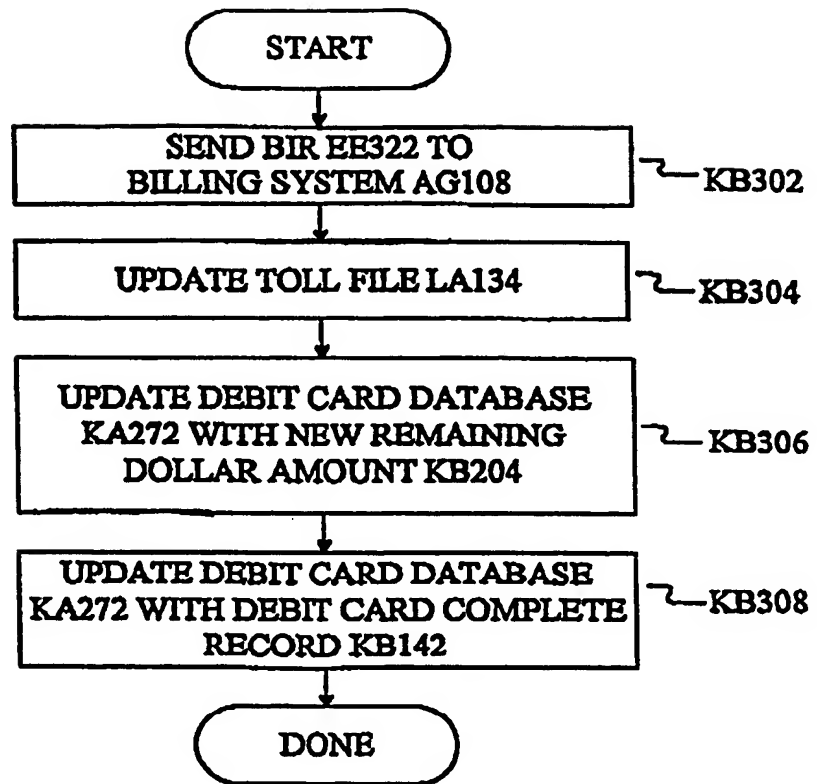 START
SEND BIR EE322 TO
BILLING SYSTEM AG108
KB302
UPDATE TOLL FILE LA134
KB304
UPDATE DEBIT CARD DATABASE
KA272 WITH NEW REMAINING
DOLLAR AMOUNT KB204
KB306
UPDATE DEBIT CARD DATABASE
KA272 WITH DEBIT CARD COMPLETE
RECORD KB142
KB308
DONE